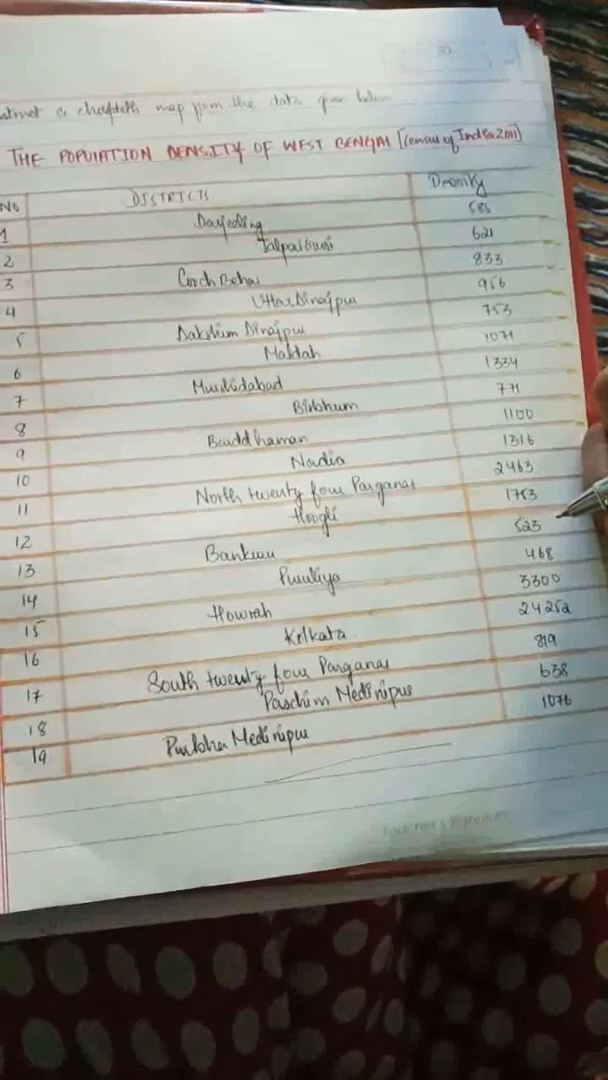 a choropleth map from the data given below
THE POPULATION DENSITY OF WEST BENGAL [Census of India 2011]
No DISTRICTS Density
1 Darjeeling 585
2 Jalpaiguri 621
3 Cooch Behar 833
4 Uttar Dinajpur 956
5 Dakshin Dinajpur 753
6 Maldah 1071
7 Murshidabad 1334
8 Birbhum 771
9 Barddhaman 1100
10 Nadia 1316
11 North twenty four Parganas 2463
12 Hoogli 1753
13 Bankura 523
14 Puruliya 468
15 Howrah 3300
16 Kolkata 24252
17 South twenty four Parganas 819
18 Paschim Medinipur 638
19 Purbha Medinipur 1076